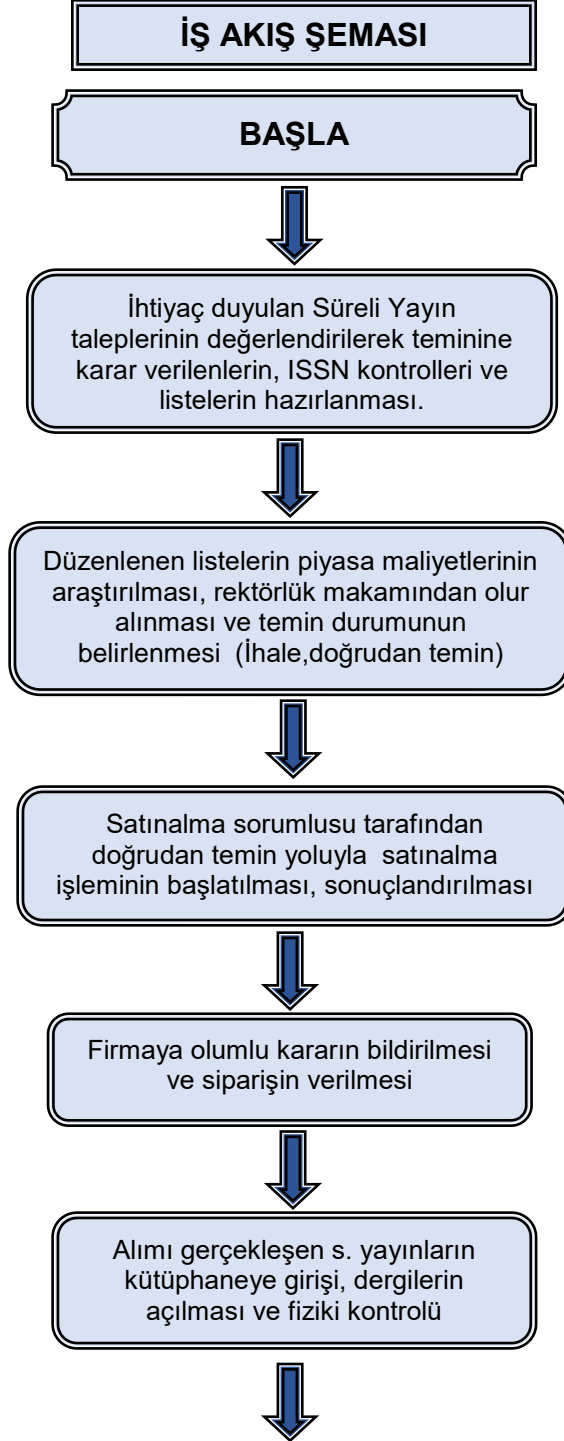 İŞ AKIŞ ŞEMASI
BAŞLA
İhtiyaç duyulan Süreli Yayın
taleplerinin değerlendirilerek teminine
karar verilenlerin, ISSN kontrolleri ve
listelerin hazırlanması.
Düzenlenen listelerin piyasa maliyetlerinin
araştırılması, rektörlük makamından olur
alınması ve temin durumunun
belirlenmesi (İhale,doğrudan temin)
Satınalma sorumlusu tarafından
doğrudan temin yoluyla satınalma
işleminin başlatılması, sonuçlandırılması
Firmaya olumlu kararın bildirilmesi
ve siparişin verilmesi
Alımı gerçekleşen s. yayınların
kütüphaneye girişi, dergilerin
açılması ve fiziki kontrolü